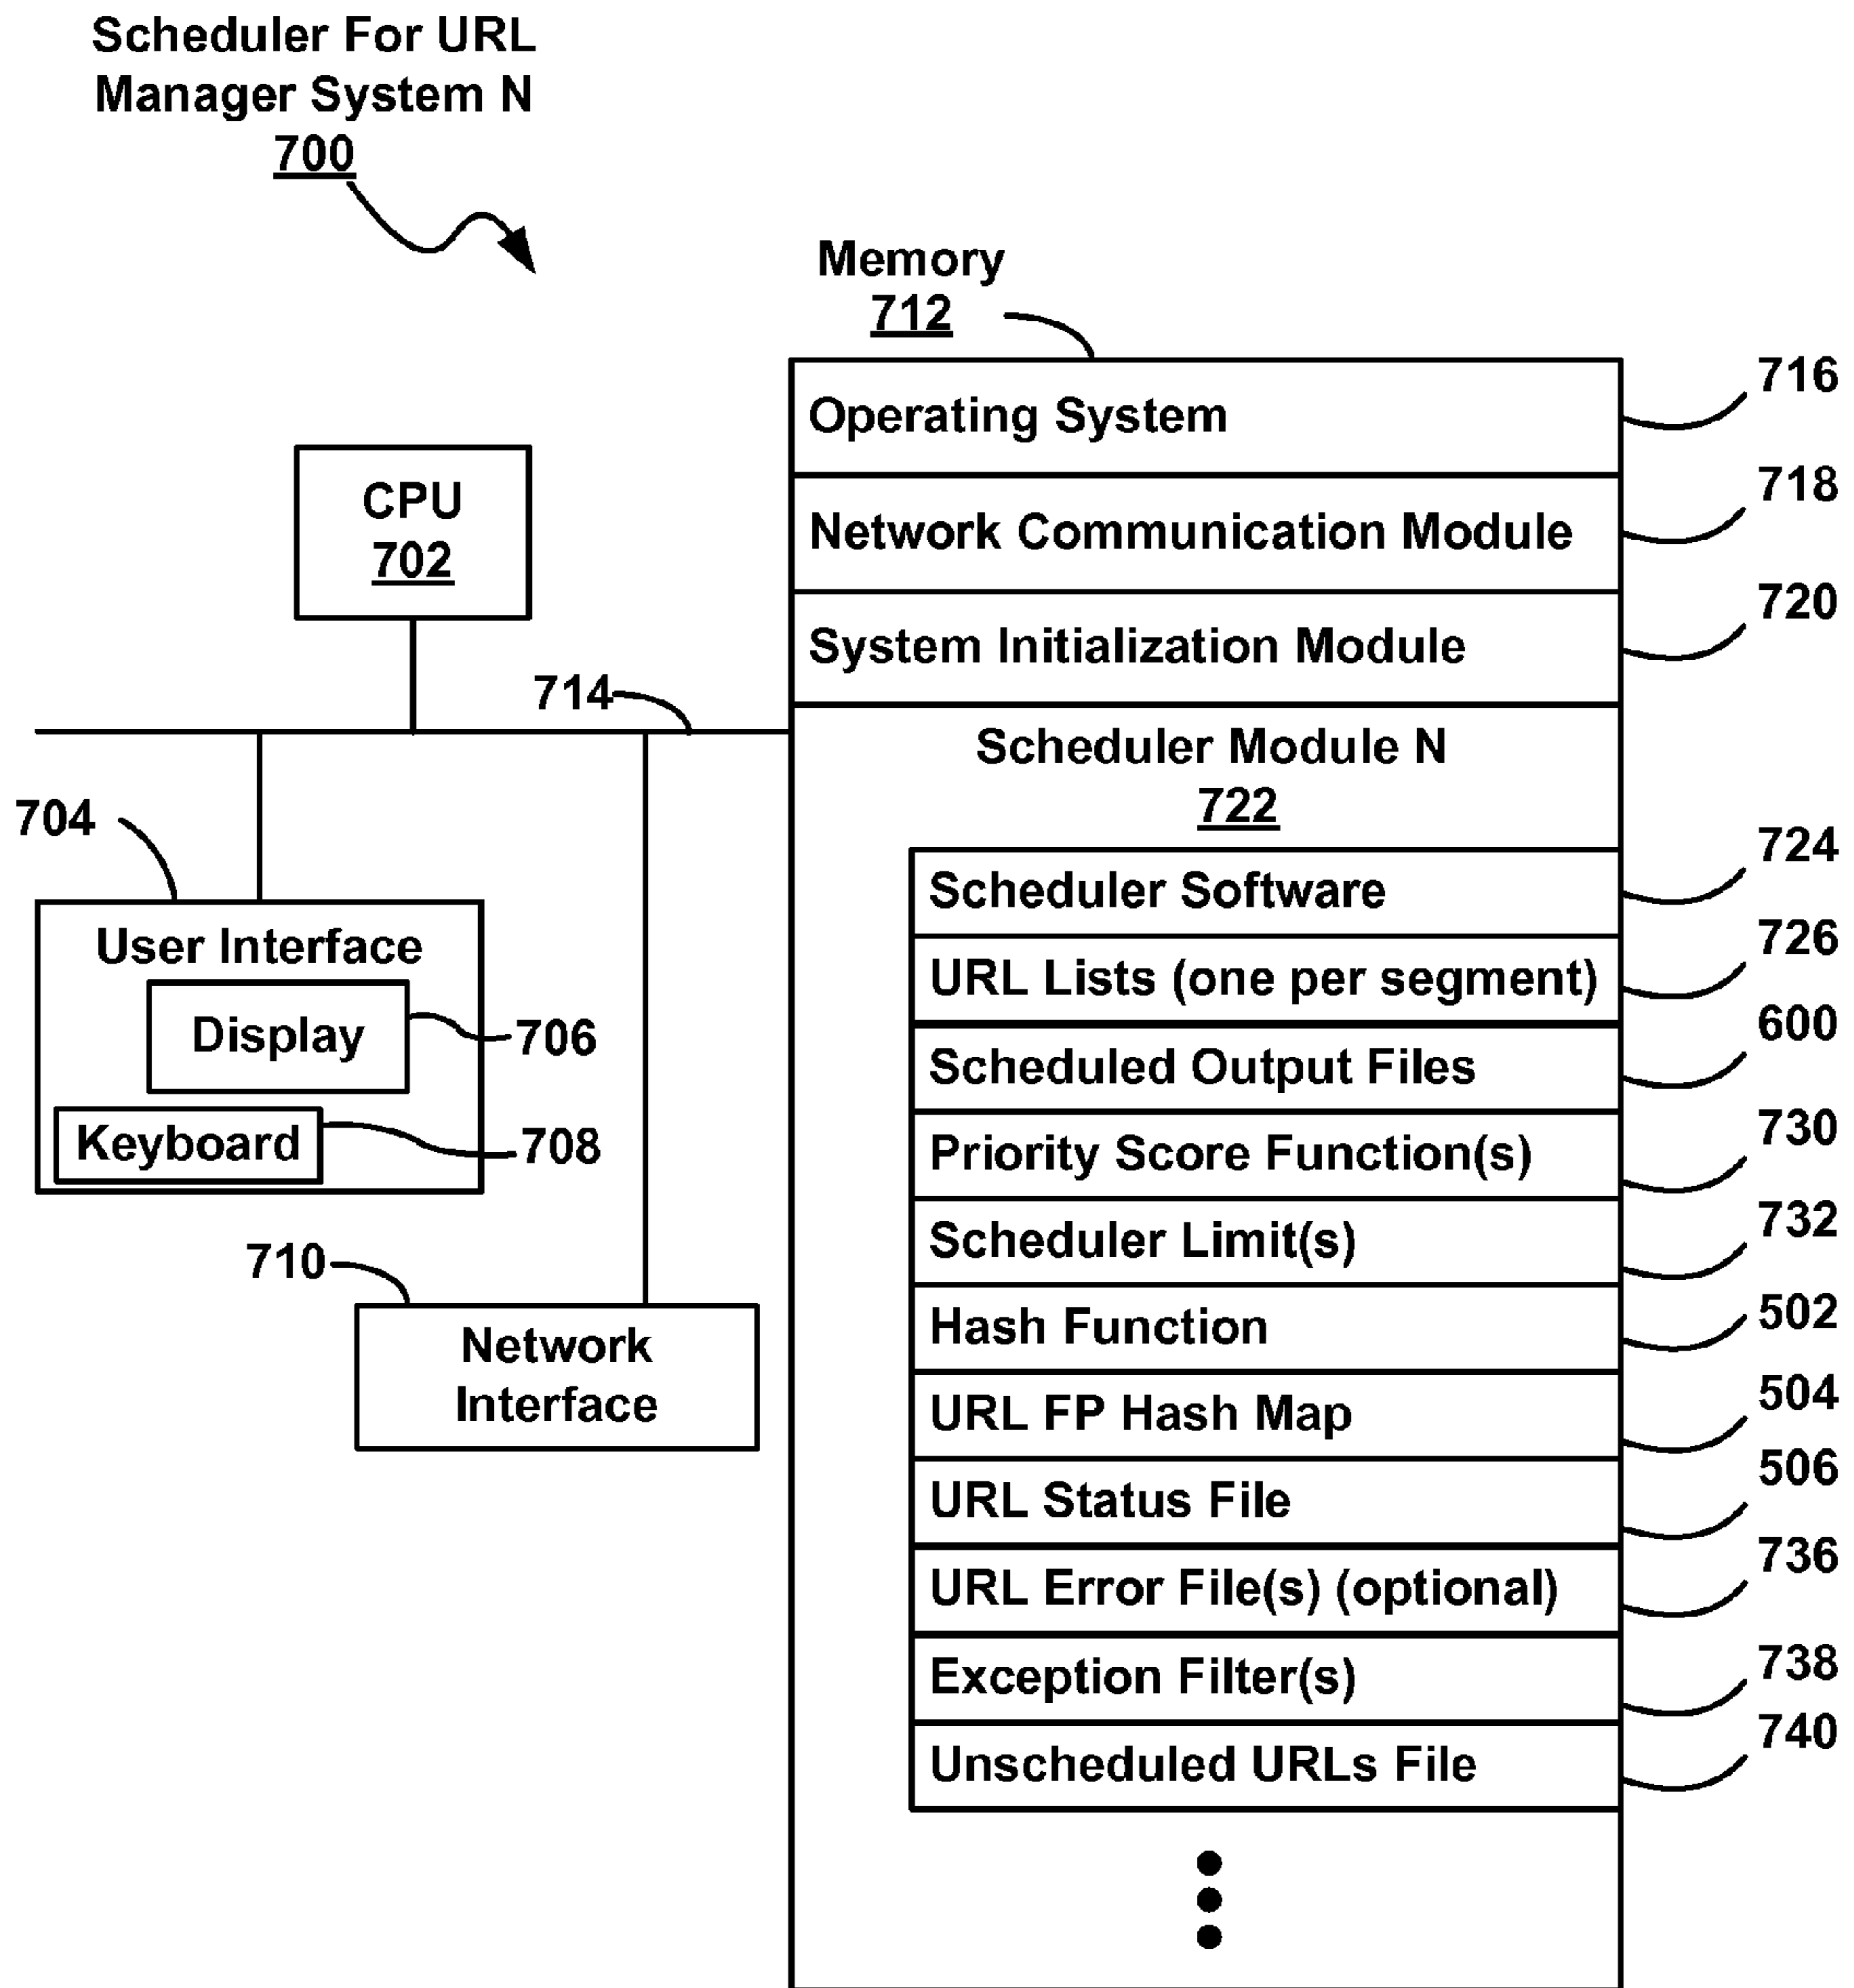 Scheduler For URL
Manager System N
700
Memory
712
Operating System
716
Network Communication Module
718
System Initialization Module
720
CPU
702
714
Scheduler Module N
722
704
User Interface
Display
706
Keyboard
708
710
Network
Interface
Scheduler Software
724
URL Lists (one per segment)
726
Scheduled Output Files
600
Priority Score Function(s)
730
Scheduler Limit(s)
732
Hash Function
502
URL FP Hash Map
504
URL Status File
506
URL Error File(s) (optional)
736
Exception Filter(s)
738
Unscheduled URLs File
740